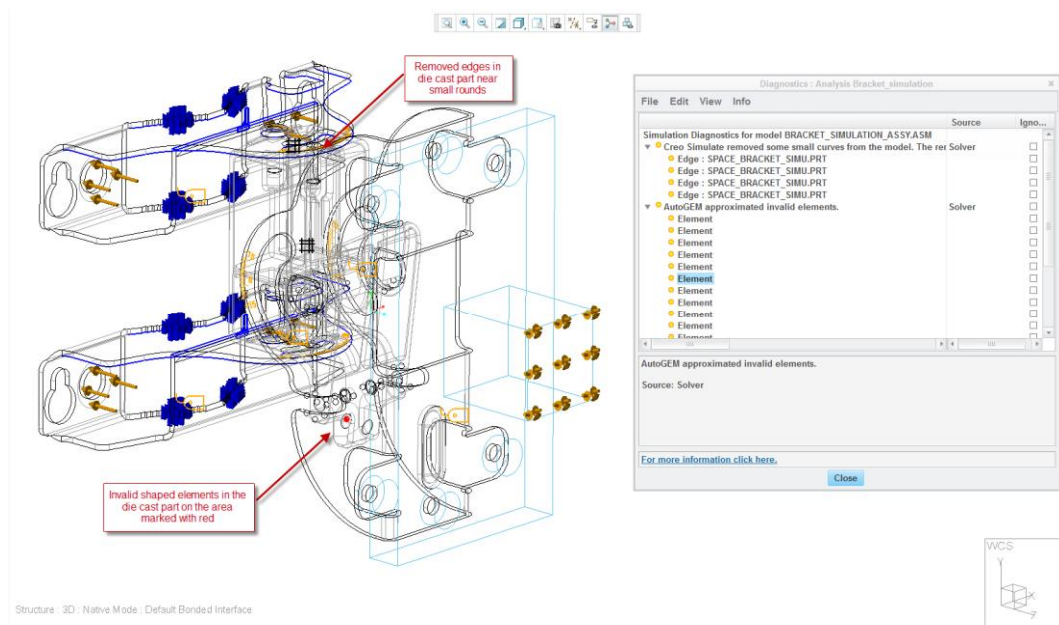 Removed edges in
die cast part near
small rounds
Diagnostics : Analysis Bracket_simulation
File Edit View Info
Source Igno...
Simulation Diagnostics for model BRACKET_SIMULATION_ASSY.ASM
Creo Simulate removed some small curves from the model. The rer Solver
Edge : SPACE_BRACKET_SIMU.PRT
Edge : SPACE_BRACKET_SIMU.PRT
Edge : SPACE_BRACKET_SIMU.PRT
Edge : SPACE_BRACKET_SIMU.PRT
AutoGEM approximated invalid elements. Solver
Element
Element
Element
Element
Element
Element
Element
Element
Element
Element
Element
AutoGEM approximated invalid elements.
Source: Solver
For more information click here.
Close
Invalid shaped elements in the
die cast part on the area
marked with red
WCS
Y
X
Z
Structure : 3D : Native Mode : Default Bonded Interface